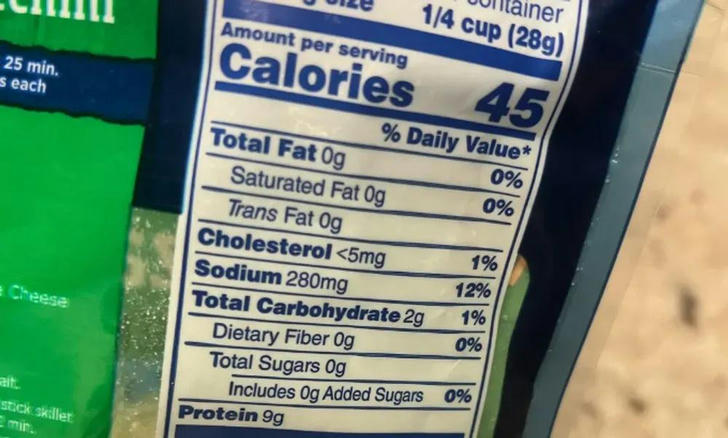 25 min.
s each
Cheese
stick skillet
2 min.
container
1/4 cup (28g)
Amount per serving
Calories 45
% Daily Value*
Total Fat 0g 0%
Saturated Fat 0g 0%
Trans Fat 0g
Cholesterol <5mg 1%
Sodium 280mg 12%
Total Carbohydrate 2g 1%
Dietary Fiber 0g 0%
Total Sugars 0g
Includes 0g Added Sugars 0%
Protein 9g